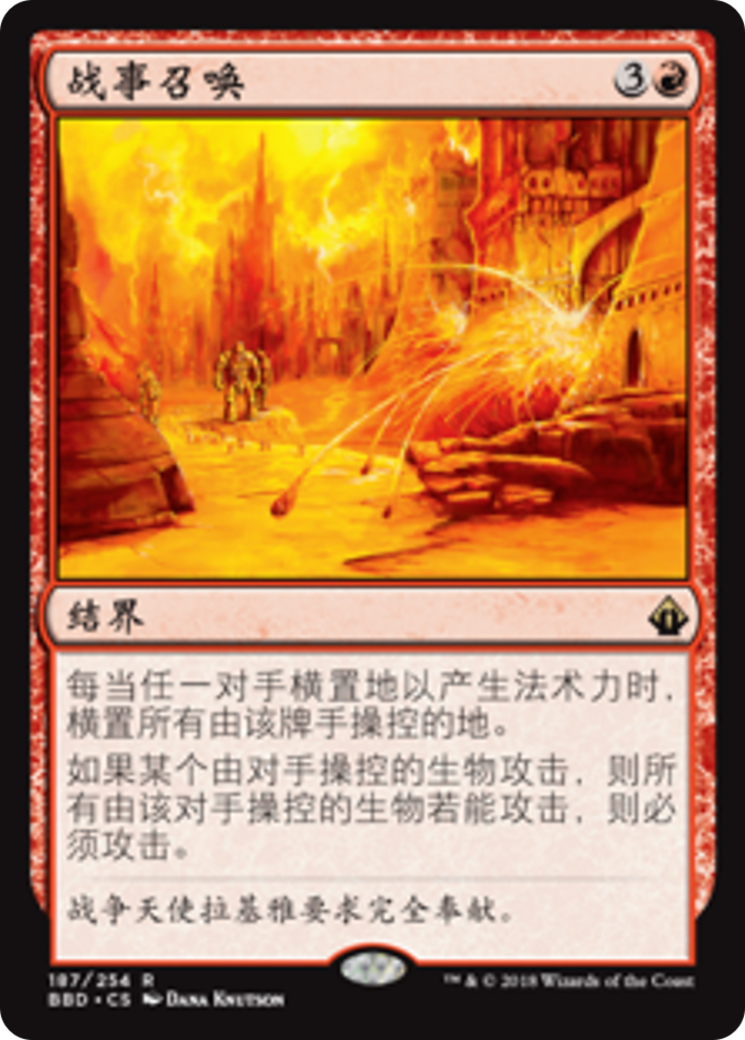 战事召唤 3
结界
每当任一对手横置地以产生法术力时，
横置所有由该牌手操控的地。
如果某个由对手操控的生物攻击，则所
有由该对手操控的生物若能攻击，则必
须攻击。
战争天使拉基雅要求完全奉献。
187/254 R
BBD • CS Dana Knutson
™ & © 2018 Wizards of the Coast